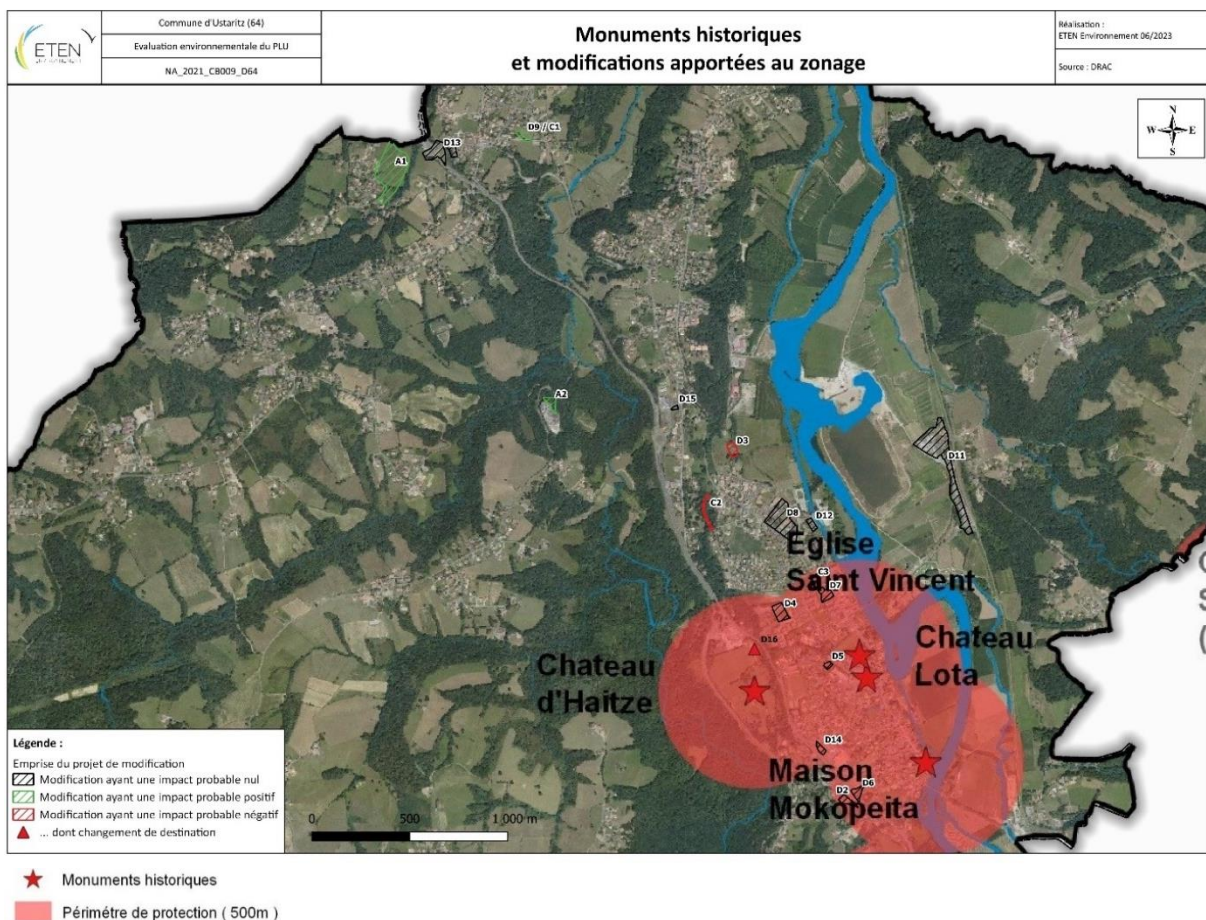 ETEN
Commune d'Ustaritz (64)
Evaluation environnementale du PLU
NA_2021_CB009_D64
Monuments historiques
et modifications apportées au zonage
Réalisation :
ETEN Environnement 06/2023
Source : DRAC
N
W
E
S
D9 / C1
D13
A1
A2
D15
D3
D11
C2
D8
D12
Eglise
Saint Vincent
C3
D7
D4
D16
Chateau
Lota
D5
Chateau
d'Haitze
D14
Maison
Mokopeita
D6
D2
Légende :
Emprise du projet de modification
Modification ayant une impact probable nul
Modification ayant une impact probable positif
Modification ayant une impact probable négatif
... dont changement de destination
0 500 1 000 m
Monuments historiques
Périmétre de protection ( 500m )